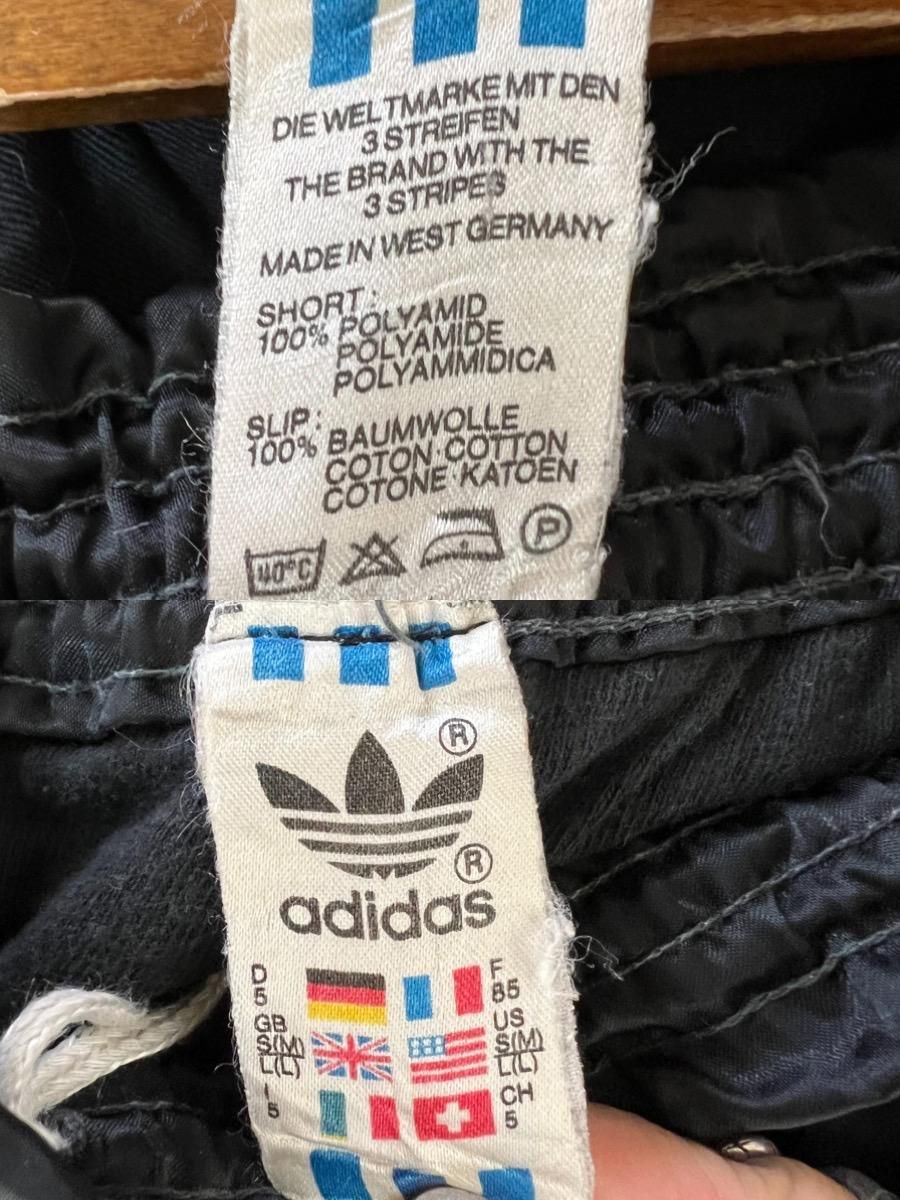 DIE WELTMARKE MIT DEN
3 STREIFEN
THE BRAND WITH THE
3 STRIPES
MADE IN WEST GERMANY
SHORT :
100% POLYAMID
POLYAMIDE
POLYAMMIDICA
SLIP :
100% BAUMWOLLE
COTON COTTON
COTONE KATOEN
40°C
P
R
R
adidas
D
5
F
85
GB
S(M)
L(L)
US
S(M)
L(L)
I
5
CH
5